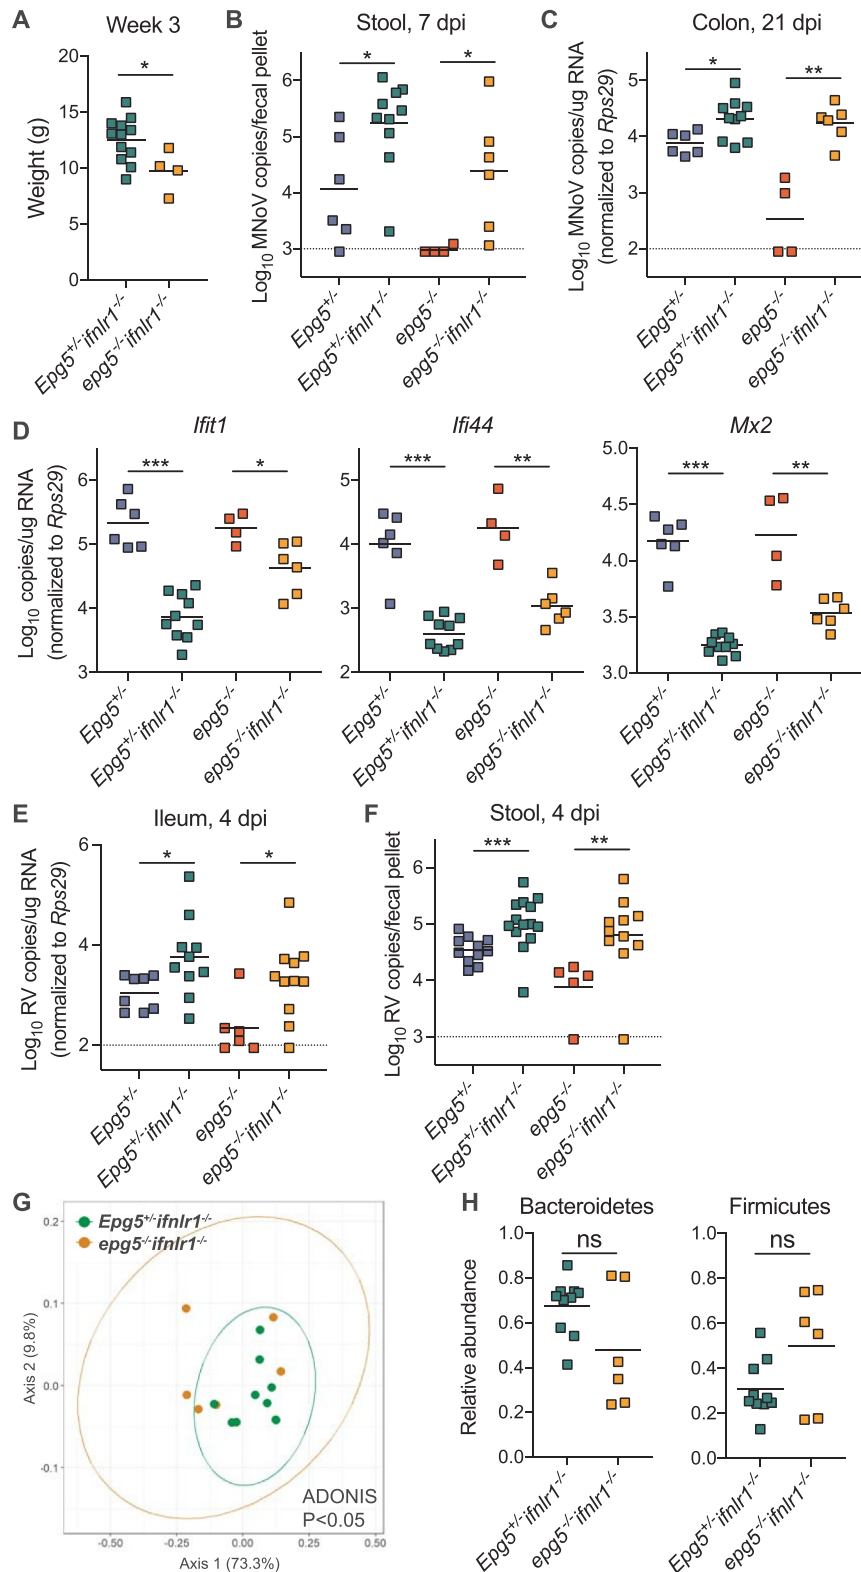 A
Week 3
*
Weight (g)
20
15
10
5
0
Epg5+/-ifnlr1-/-
epg5-/-ifnlr1-/-
B
Stool, 7 dpi
*
*
Log10 MNoV copies/fecal pellet
6
5
4
3
Epg5+/-
Epg5+/-ifnlr1-/-
epg5-/-
epg5-/-ifnlr1-/-
C
Colon, 21 dpi
*
**
Log10 MNoV copies/ug RNA
(normalized to Rps29)
5
4
3
2
Epg5+/-
Epg5+/-ifnlr1-/-
epg5-/-
epg5-/-ifnlr1-/-
D
Ifit1
***
*
Log10 copies/ug RNA
(normalized to Rps29)
6
5
4
3
Epg5+/-
Epg5+/-ifnlr1-/-
epg5-/-
epg5-/-ifnlr1-/-
Ifi44
***
**
5
4
3
2
Epg5+/-
Epg5+/-ifnlr1-/-
epg5-/-
epg5-/-ifnlr1-/-
Mx2
***
**
5.0
4.5
4.0
3.5
3.0
Epg5+/-
Epg5+/-ifnlr1-/-
epg5-/-
epg5-/-ifnlr1-/-
E
Ileum, 4 dpi
*
*
Log10 RV copies/ug RNA
(normalized to Rps29)
6
4
2
Epg5+/-
Epg5+/-ifnlr1-/-
epg5-/-
epg5-/-ifnlr1-/-
F
Stool, 4 dpi
***
**
Log10 RV copies/fecal pellet
6
5
4
3
Epg5+/-
Epg5+/-ifnlr1-/-
epg5-/-
epg5-/-ifnlr1-/-
G
Epg5+/-ifnlr1-/-
epg5-/-ifnlr1-/-
Axis 2 (9.8%)
0.2
0.1
0.0
-0.1
ADONIS
P<0.05
-0.50
-0.25
0.00
0.25
0.50
Axis 1 (73.3%)
H
Bacteroidetes
ns
Relative abundance
1.0
0.8
0.6
0.4
0.2
0.0
Epg5+/-ifnlr1-/-
epg5-/-ifnlr1-/-
Firmicutes
ns
1.0
0.8
0.6
0.4
0.2
0.0
Epg5+/-ifnlr1-/-
epg5-/-ifnlr1-/-